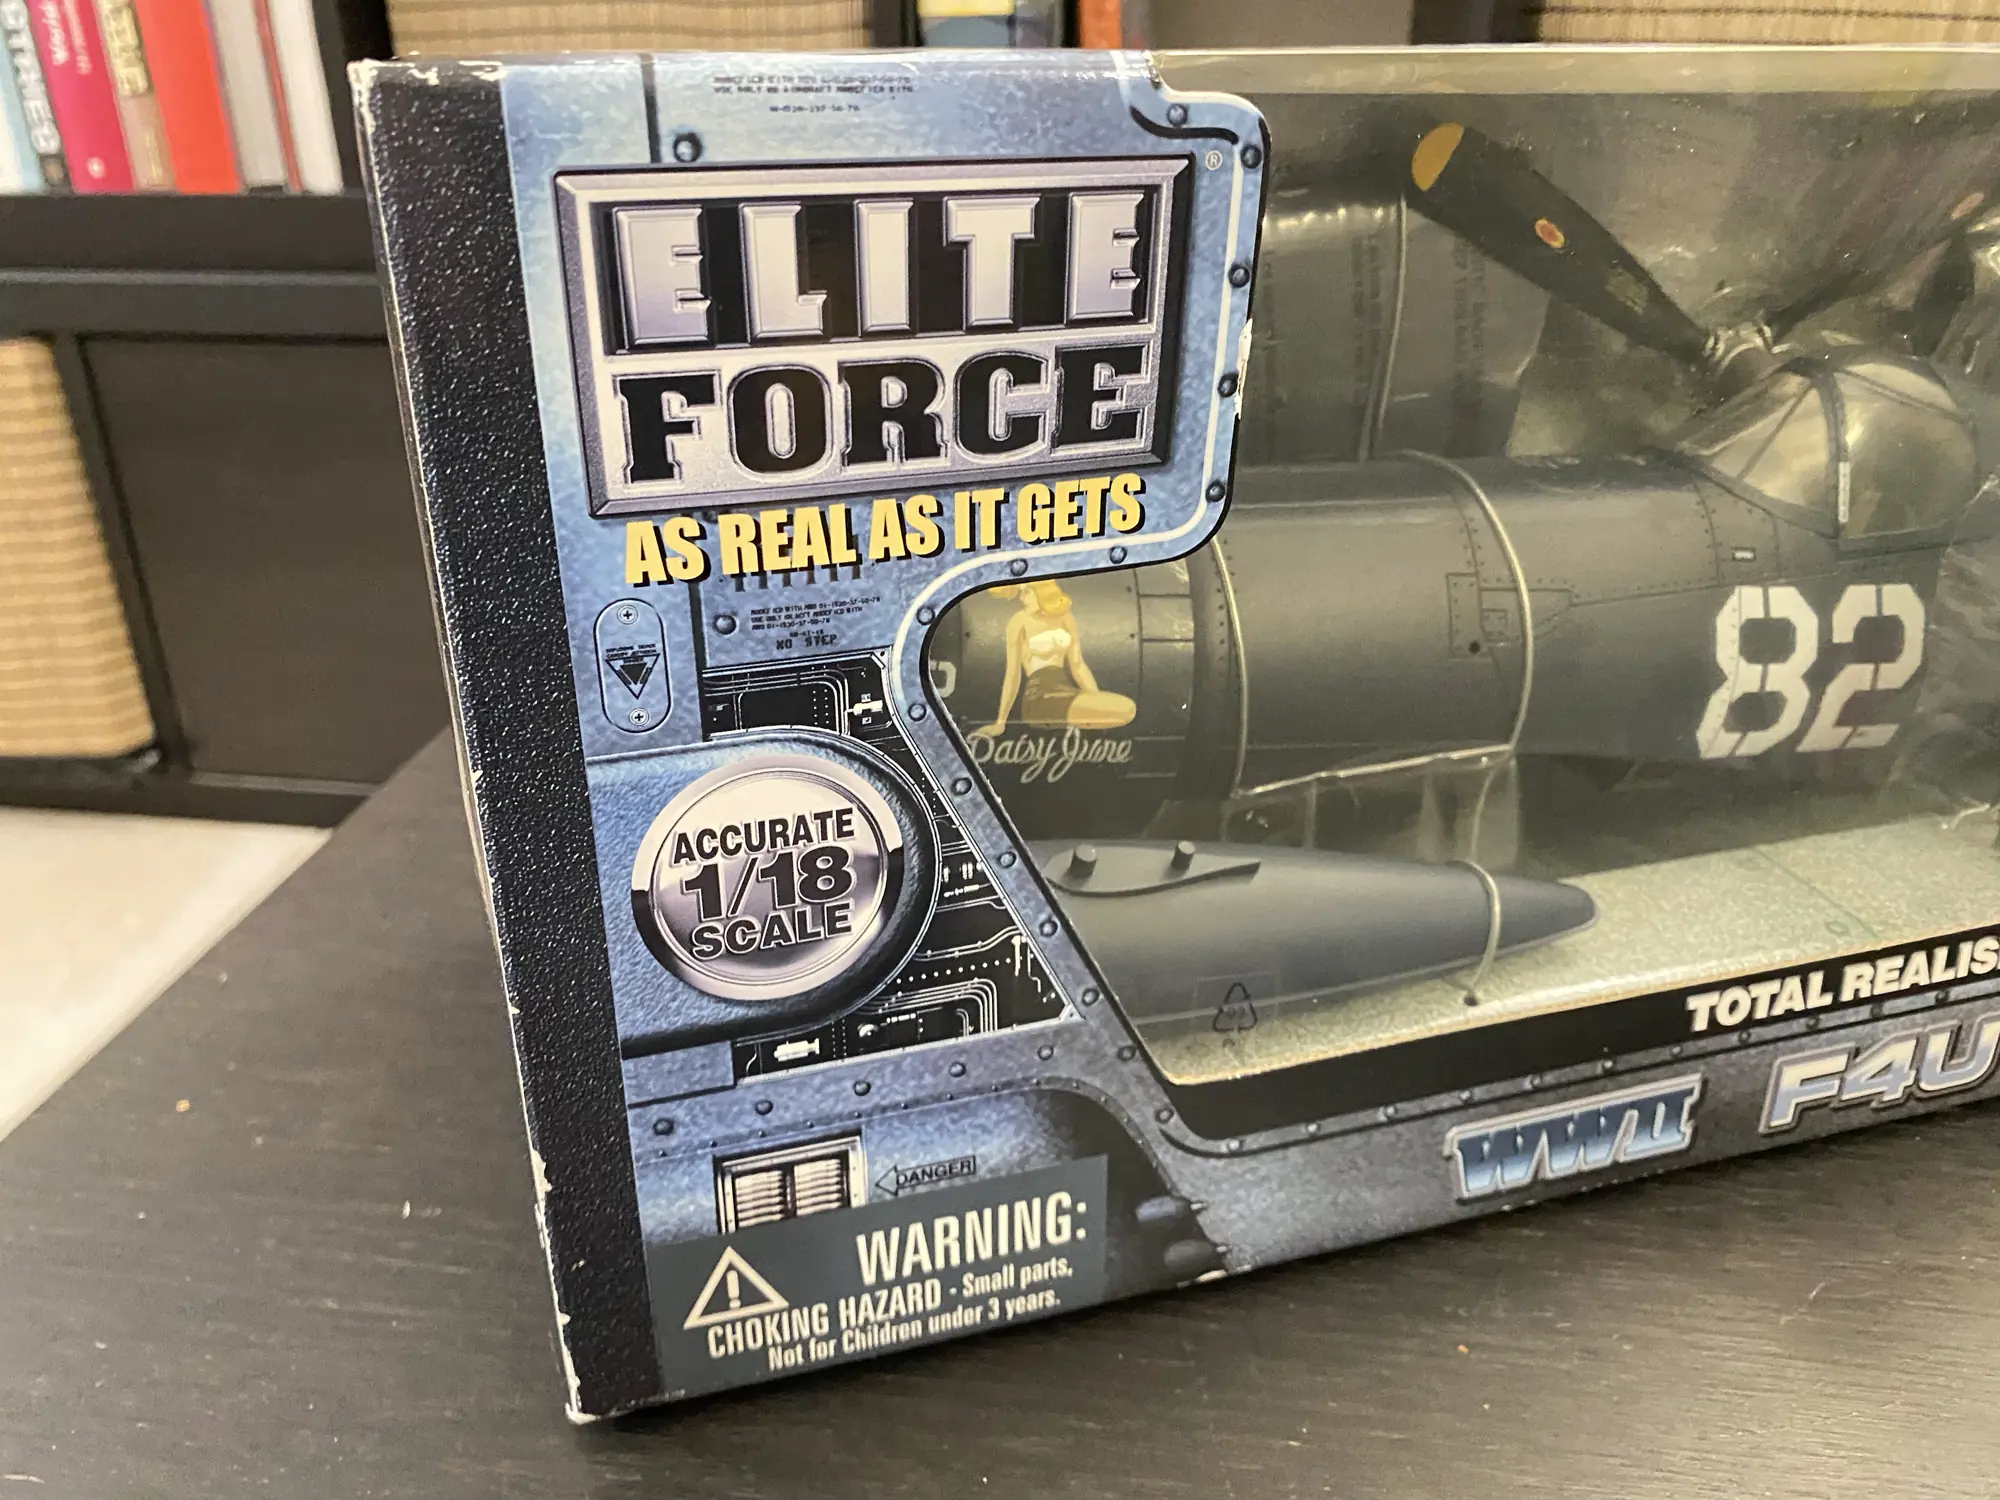 ELITE
FORCE
®
AS REAL AS IT GETS
NO STEP
ACCURATE
1/18
SCALE
Daisy June
82
TOTAL REALIS
WWII F4U
DANGER
WARNING:
CHOKING HAZARD - Small parts.
Not for Children under 3 years.